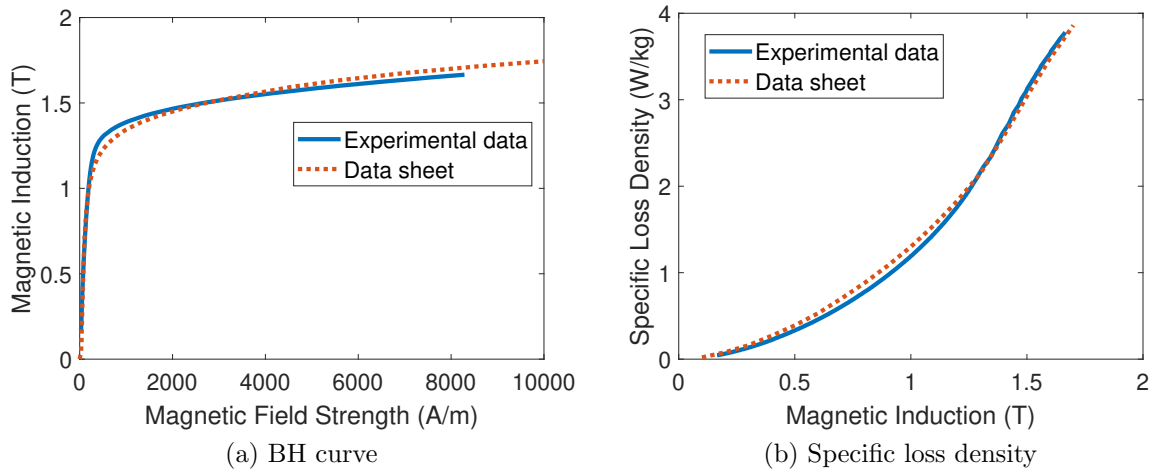 2
1.5
1
0.5
0
Magnetic Induction (T)
Experimental data
Data sheet
0 2000 4000 6000 8000 10000
Magnetic Field Strength (A/m)
(a) BH curve
4
3
2
1
0
Specific Loss Density (W/kg)
Experimental data
Data sheet
0 0.5 1 1.5 2
Magnetic Induction (T)
(b) Specific loss density